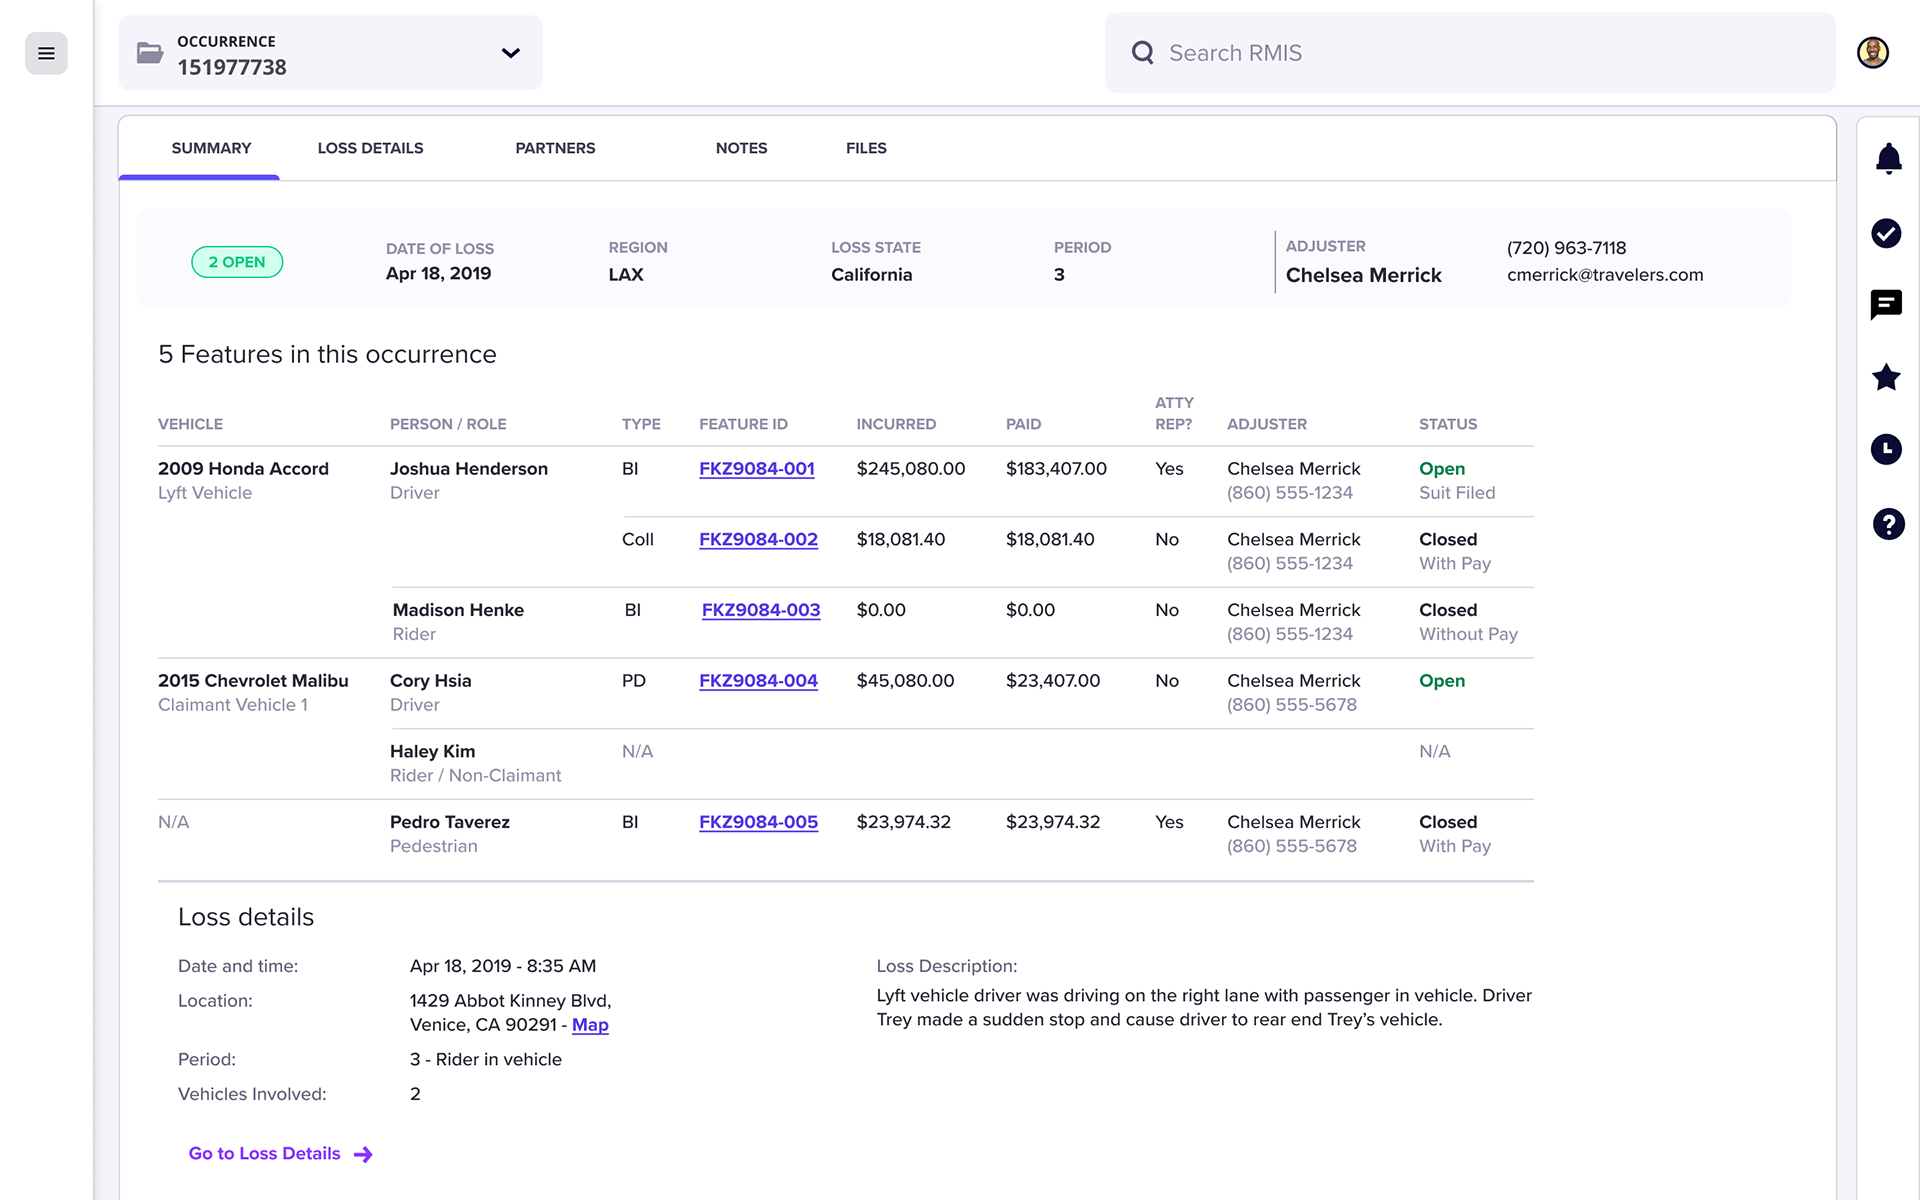 OCCURRENCE
151977738
Search RMIS
SUMMARY LOSS DETAILS PARTNERS NOTES FILES
2 OPEN
DATE OF LOSS REGION LOSS STATE PERIOD ADJUSTER (720) 963-7118
Apr 18, 2019 LAX California 3 Chelsea Merrick cmerrick@travelers.com
5 Features in this occurrence
ATTY
VEHICLE PERSON / ROLE TYPE FEATURE ID INCURRED PAID REP? ADJUSTER STATUS
2009 Honda Accord Joshua Henderson BI FKZ9084-001 $245,080.00 $183,407.00 Yes Chelsea Merrick Open
Lyft Vehicle Driver (860) 555-1234 Suit Filed
Coll FKZ9084-002 $18,081.40 $18,081.40 No Chelsea Merrick Closed
(860) 555-1234 With Pay
Madison Henke BI FKZ9084-003 $0.00 $0.00 No Chelsea Merrick Closed
Rider (860) 555-1234 Without Pay
2015 Chevrolet Malibu Cory Hsia PD FKZ9084-004 $45,080.00 $23,407.00 No Chelsea Merrick Open
Claimant Vehicle 1 Driver (860) 555-5678
Haley Kim N/A N/A
Rider / Non-Claimant
N/A Pedro Taverez BI FKZ9084-005 $23,974.32 $23,974.32 Yes Chelsea Merrick Closed
Pedestrian (860) 555-5678 With Pay
Loss details
Date and time: Apr 18, 2019 - 8:35 AM
Location: 1429 Abbot Kinney Blvd,
Venice, CA 90291 - Map
Period: 3 - Rider in vehicle
Vehicles Involved: 2
Loss Description:
Lyft vehicle driver was driving on the right lane with passenger in vehicle. Driver
Trey made a sudden stop and cause driver to rear end Trey’s vehicle.
Go to Loss Details